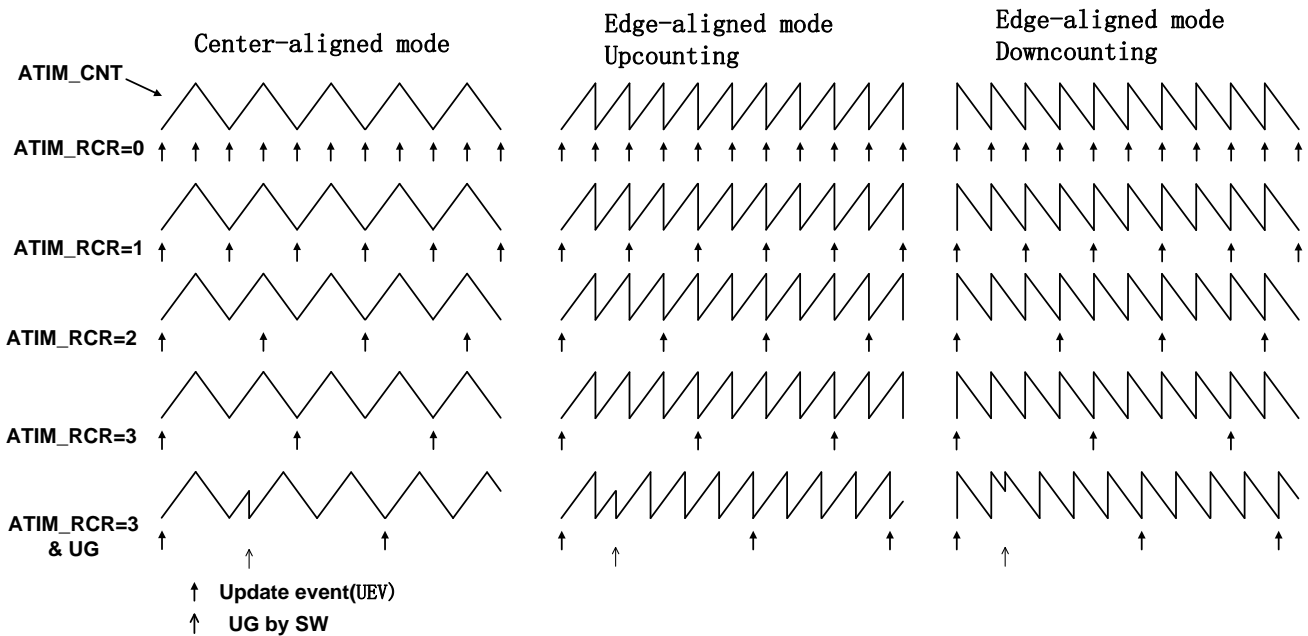 Center-aligned mode
Edge-aligned mode
Upcounting
Edge-aligned mode
Downcounting
ATIM_CNT
ATIM_RCR=0
ATIM_RCR=1
ATIM_RCR=2
ATIM_RCR=3
ATIM_RCR=3
& UG
Update event(UEV)
UG by SW